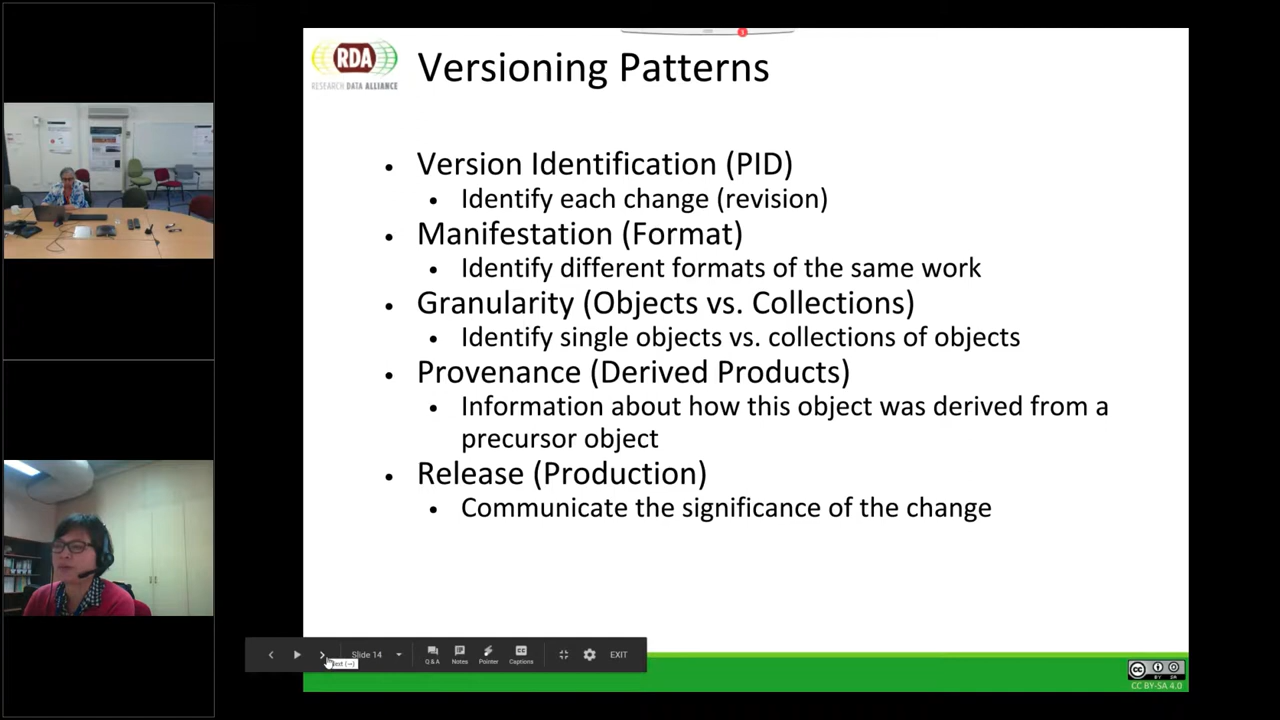 RDA
RESEARCH DATA ALLIANCE
Versioning Patterns
• Version Identification (PID)
• Identify each change (revision)
• Manifestation (Format)
• Identify different formats of the same work
• Granularity (Objects vs. Collections)
• Identify single objects vs. collections of objects
• Provenance (Derived Products)
• Information about how this object was derived from a
precursor object
• Release (Production)
• Communicate the significance of the change
Slide 14
Q & A
Notes
Pointer
Captions
EXIT
CC BY-SA 4.0